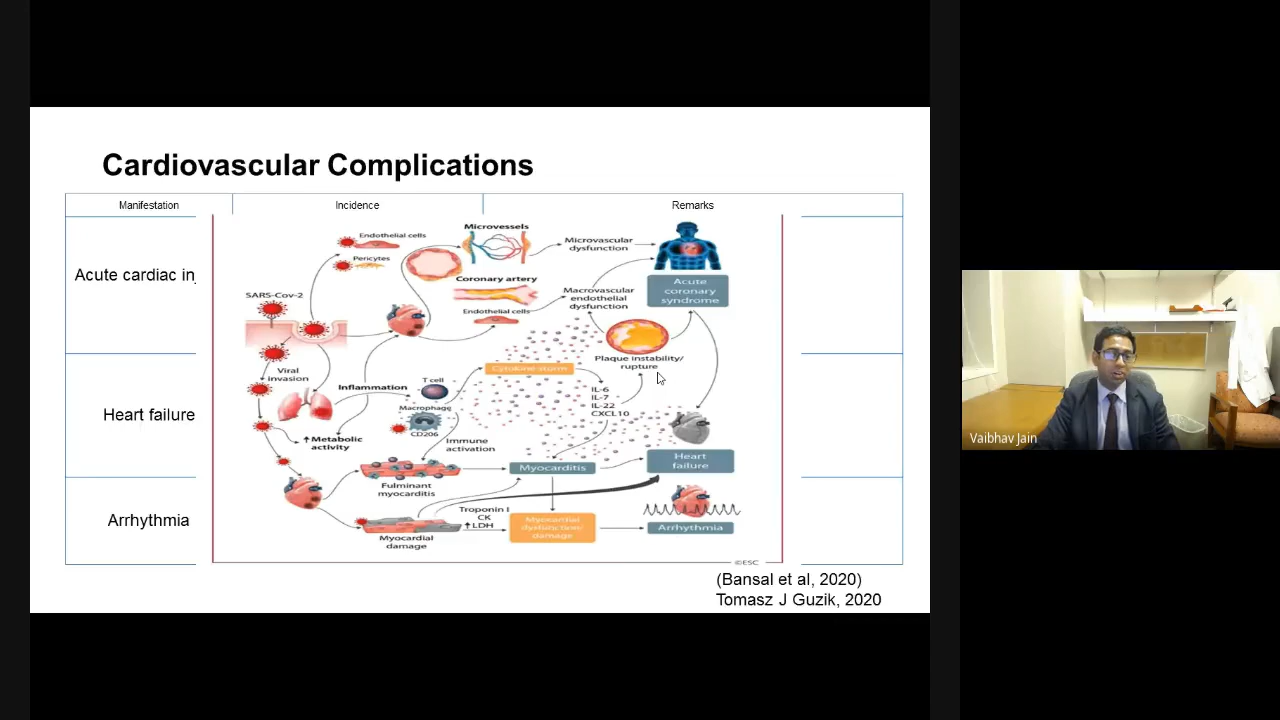 Cardiovascular Complications
Manifestation
Incidence
Remarks
Acute cardiac in
Heart failure
Arrhythmia
SARS-Cov-2
Endothelial cells
Pericytes
Microvessels
Microvascular
dysfunction
Coronary artery
Endothelial cells
Macrovascular
endothelial
dysfunction
Acute
coronary
syndrome
Plaque instability/
rupture
Viral
invasion
Inflammation
T cell
Macrophage
CD206
Cytokine storm
IL-6
IL-7
IL-22
CXCL10
↑ Metabolic
activity
Immune
activation
Fulminant
myocarditis
Myocarditis
Heart
failure
Myocardial
damage
Troponin I
CK
↑LDH
Myocardial
dysfunction/
damage
Arrhythmia
©ESC
(Bansal et al, 2020)
Tomasz J Guzik, 2020
Vaibhav Jain